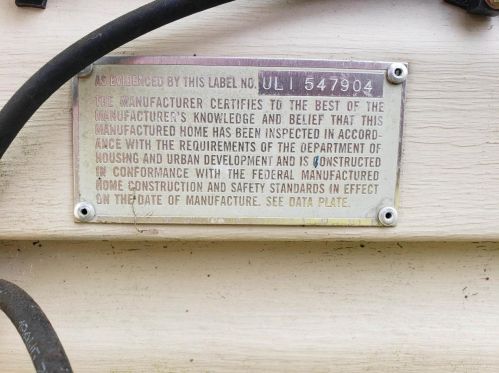 AS EVIDENCED BY THIS LABEL NO. ULI 547904
THE MANUFACTURER CERTIFIES TO THE BEST OF THE
MANUFACTURER'S KNOWLEDGE AND BELIEF THAT THIS
MANUFACTURED HOME HAS BEEN INSPECTED IN ACCORD-
ANCE WITH THE REQUIREMENTS OF THE DEPARTMENT OF
HOUSING AND URBAN DEVELOPMENT AND IS CONSTRUCTED
IN CONFORMANCE WITH THE FEDERAL MANUFACTURED
HOME CONSTRUCTION AND SAFETY STANDARDS IN EFFECT
ON THE DATE OF MANUFACTURE. SEE DATA PLATE.